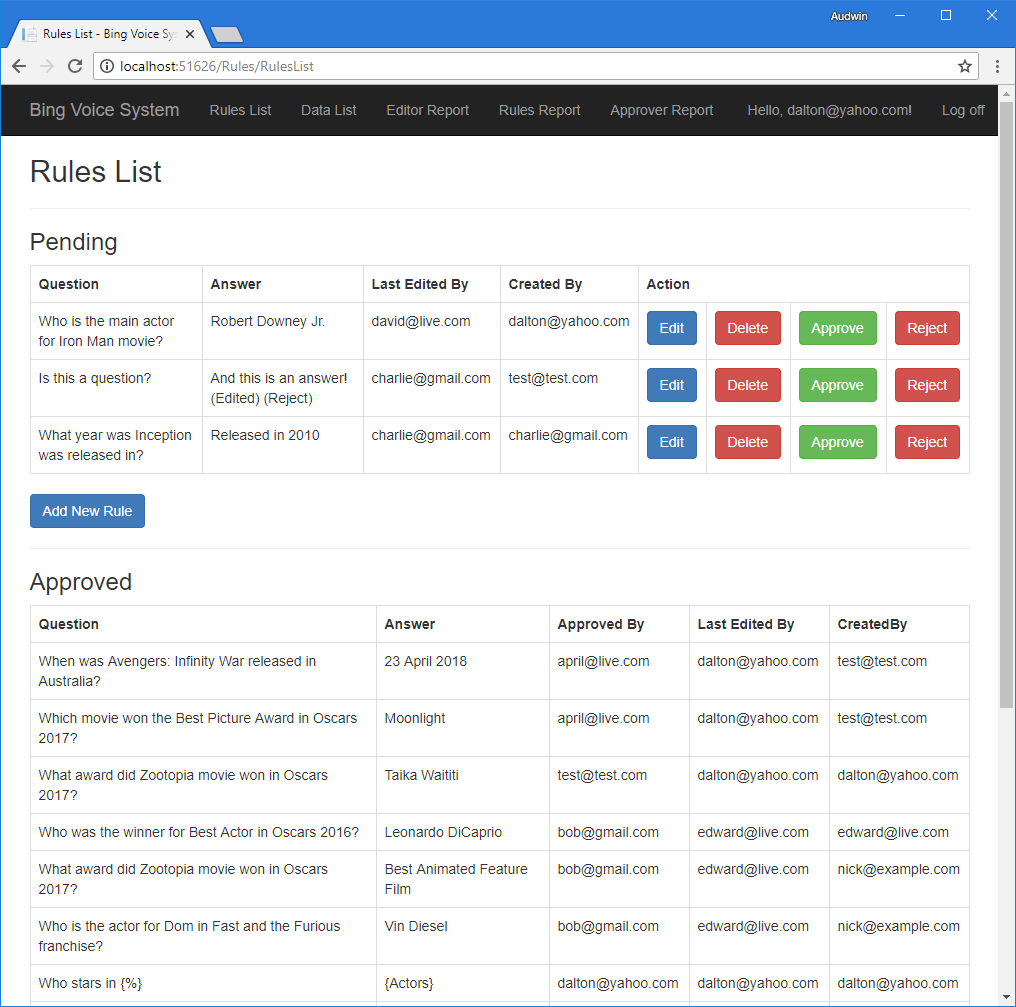 Audwin
Rules List - Bing Voice Sy
localhost:51626/Rules/RulesList
Bing Voice System Rules List Data List Editor Report Rules Report Approver Report Hello, dalton@yahoo.com! Log off
Rules List
Pending
Question Answer Last Edited By Created By Action
Who is the main actor Robert Downey Jr. david@live.com dalton@yahoo.com Edit Delete Approve Reject
for Iron Man movie?
Is this a question? And this is an answer! charlie@gmail.com test@test.com Edit Delete Approve Reject
(Edited) (Reject)
What year was Inception Released in 2010 charlie@gmail.com charlie@gmail.com Edit Delete Approve Reject
was released in?
Add New Rule
Approved
Question Answer Approved By Last Edited By CreatedBy
When was Avengers: Infinity War released in 23 April 2018 april@live.com dalton@yahoo.com test@test.com
Australia?
Which movie won the Best Picture Award in Oscars Moonlight april@live.com dalton@yahoo.com test@test.com
2017?
What award did Zootopia movie won in Oscars Taika Waititi test@test.com dalton@yahoo.com dalton@yahoo.com
2017?
Who was the winner for Best Actor in Oscars 2016? Leonardo DiCaprio bob@gmail.com edward@live.com edward@live.com
What award did Zootopia movie won in Oscars Best Animated Feature bob@gmail.com edward@live.com nick@example.com
2017? Film
Who is the actor for Dom in Fast and the Furious Vin Diesel bob@gmail.com edward@live.com nick@example.com
franchise?
Who stars in {%} {Actors} dalton@yahoo.com dalton@yahoo.com dalton@yahoo.com